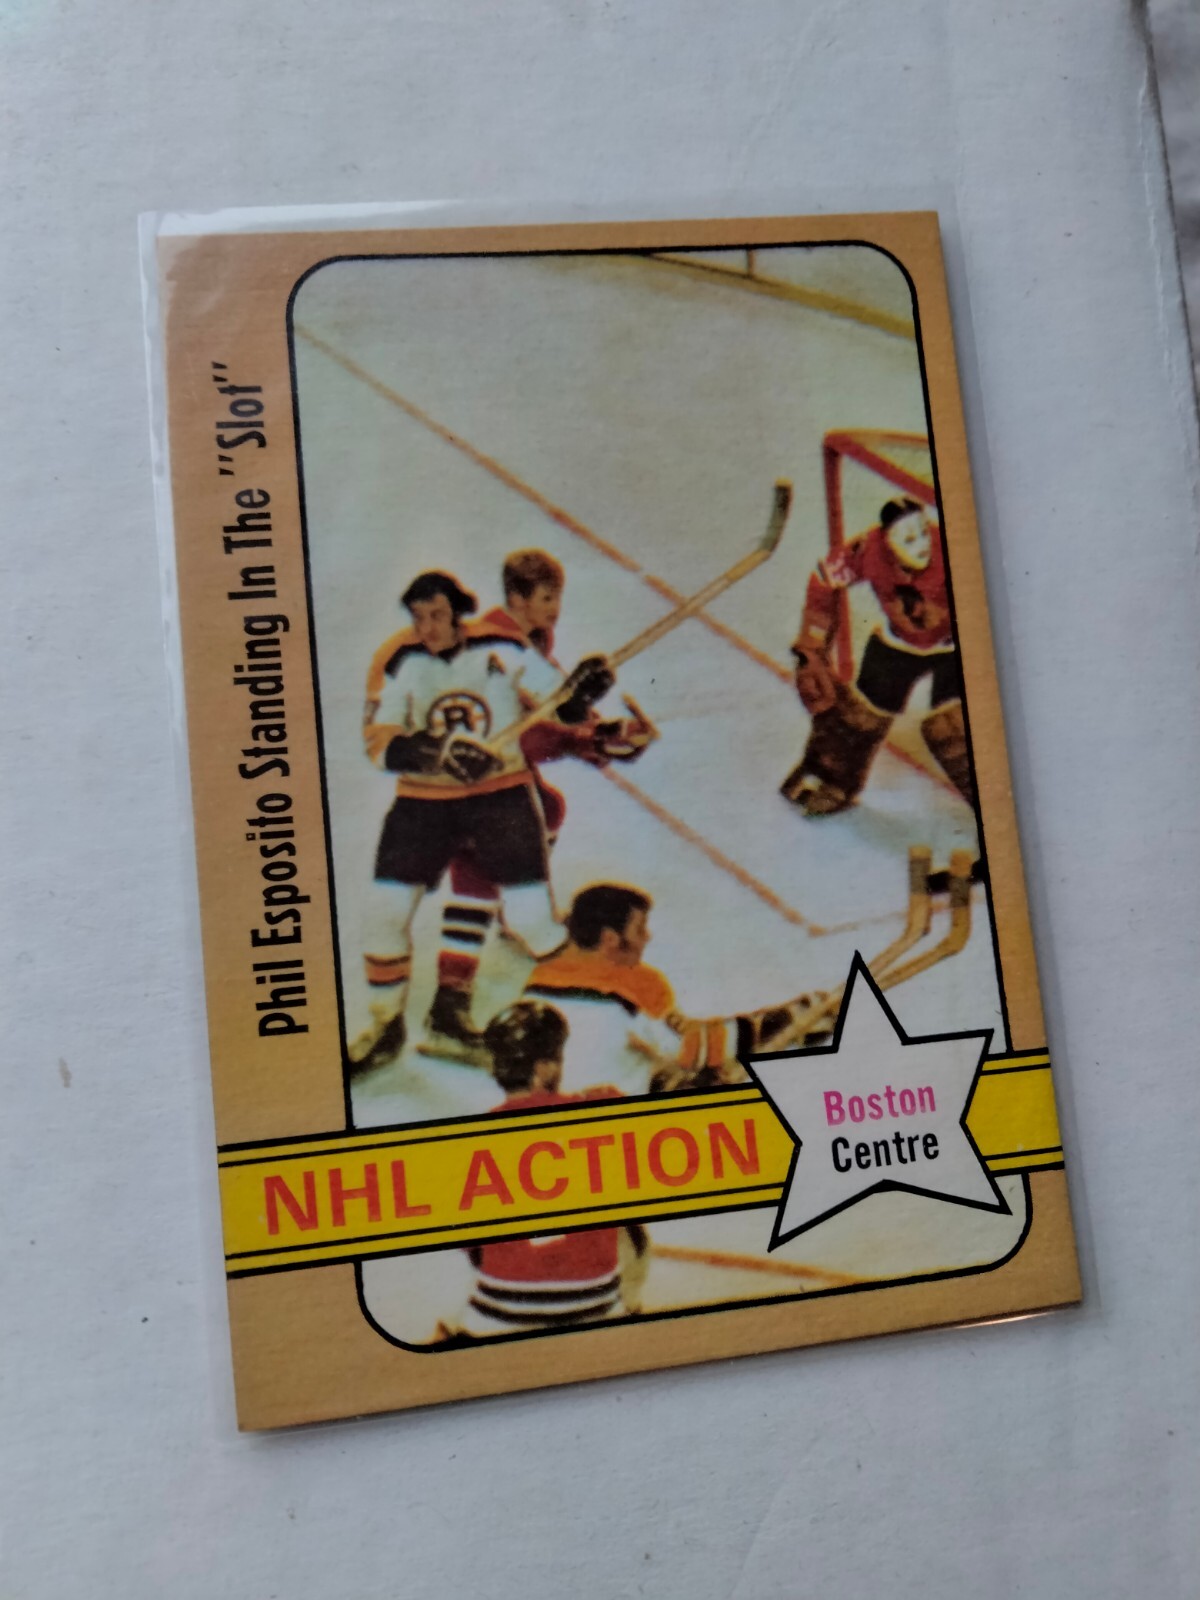 Phil Esposito Standing In The "Slot"
A
B
NHL ACTION
Boston
Centre